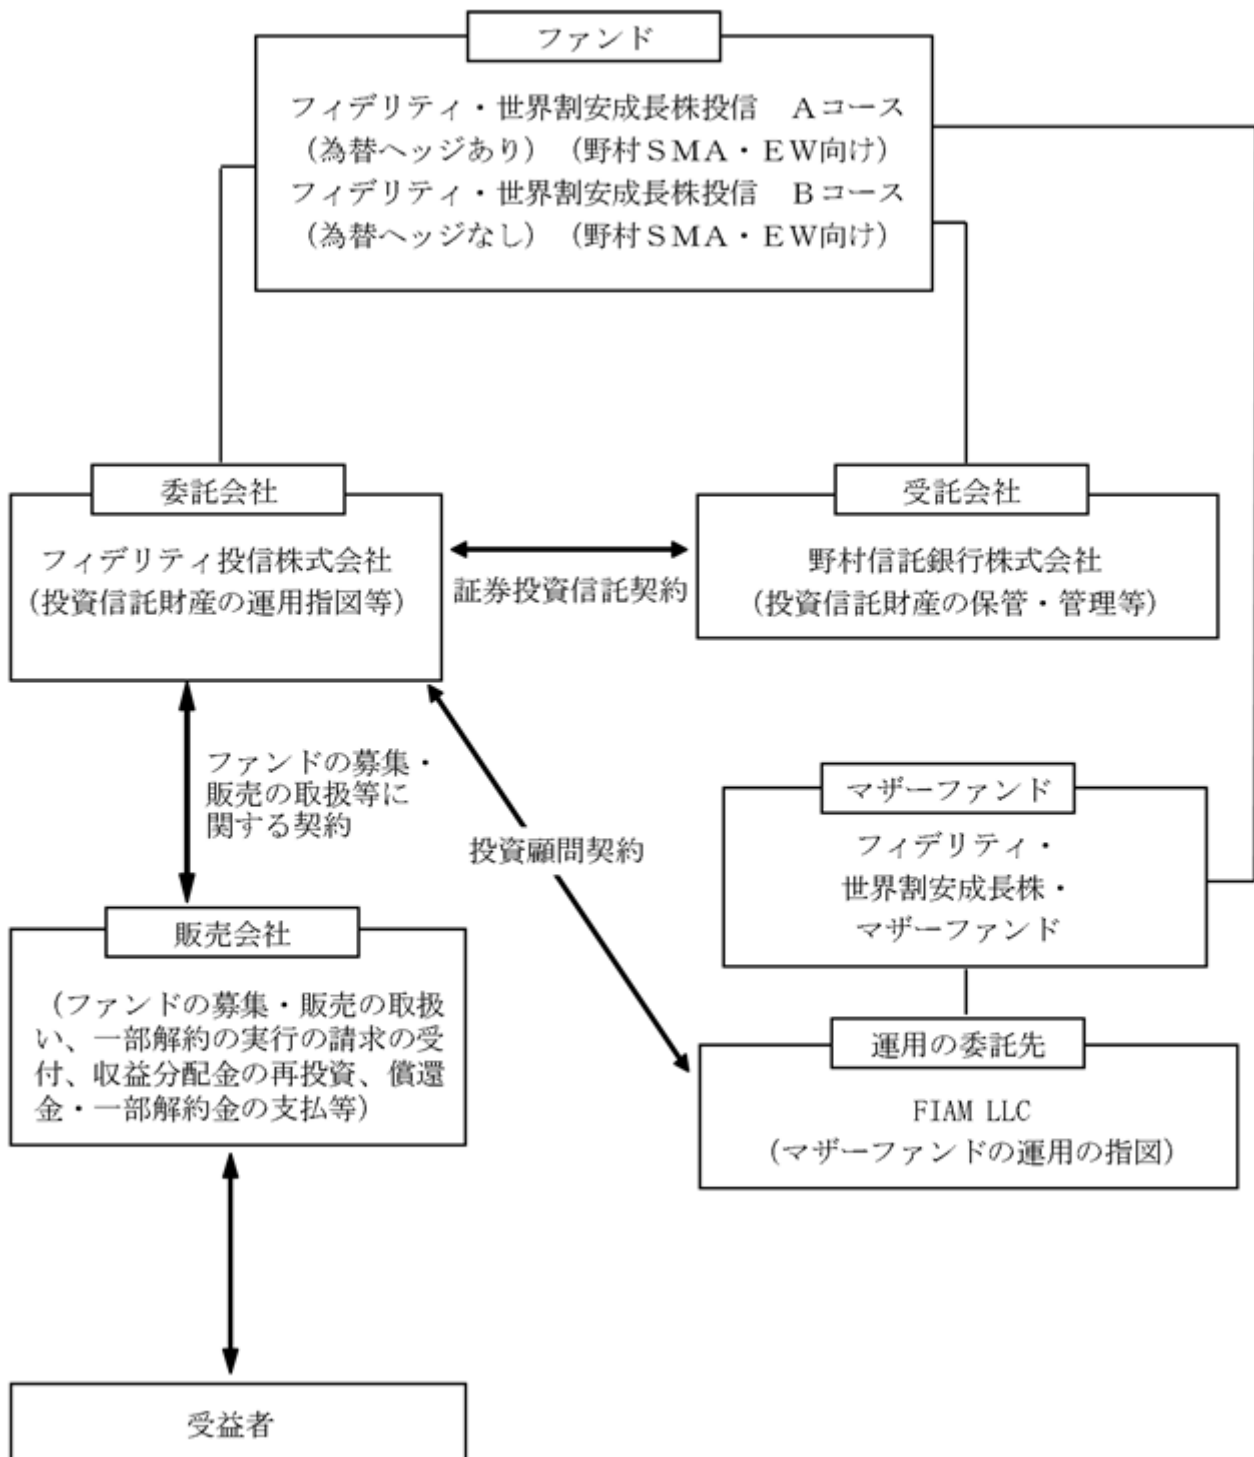 ファンド
フィデリティ・世界割安成長株投信　Ａコース
（為替ヘッジあり）（野村ＳＭＡ・ＥＷ向け）
フィデリティ・世界割安成長株投信　Ｂコース
（為替ヘッジなし）（野村ＳＭＡ・ＥＷ向け）
委託会社
フィデリティ投信株式会社
（投資信託財産の運用指図等）
証券投資信託契約
受託会社
野村信託銀行株式会社
（投資信託財産の保管・管理等）
ファンドの募集・
販売の取扱等に
関する契約
投資顧問契約
マザーファンド
フィデリティ・
世界割安成長株・
マザーファンド
販売会社
（ファンドの募集・販売の取扱
い、一部解約の実行の請求の受
付、収益分配金の再投資、償還
金・一部解約金の支払等）
運用の委託先
FIAM LLC
（マザーファンドの運用の指図）
受益者